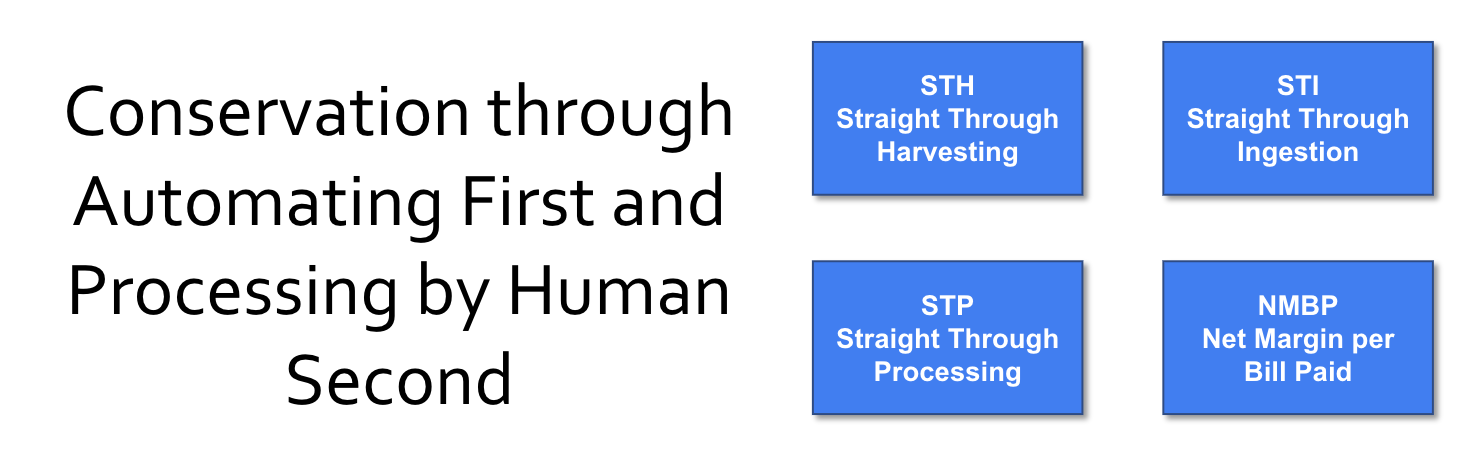 Conservation through
Automating First and
Processing by Human
Second
STH
Straight Through
Harvesting
STI
Straight Through
Ingestion
STP
Straight Through
Processing
NMBP
Net Margin per
Bill Paid